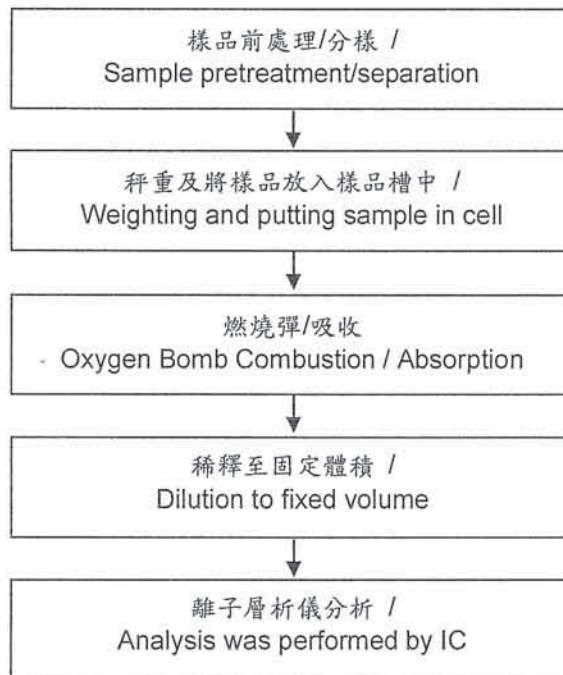 樣品前處理/分樣 /
Sample pretreatment/separation
秤重及將樣品放入樣品槽中 /
Weighting and putting sample in cell
燃燒彈/吸收
Oxygen Bomb Combustion / Absorption
稀釋至固定體積 /
Dilution to fixed volume
離子層析儀分析 /
Analysis was performed by IC